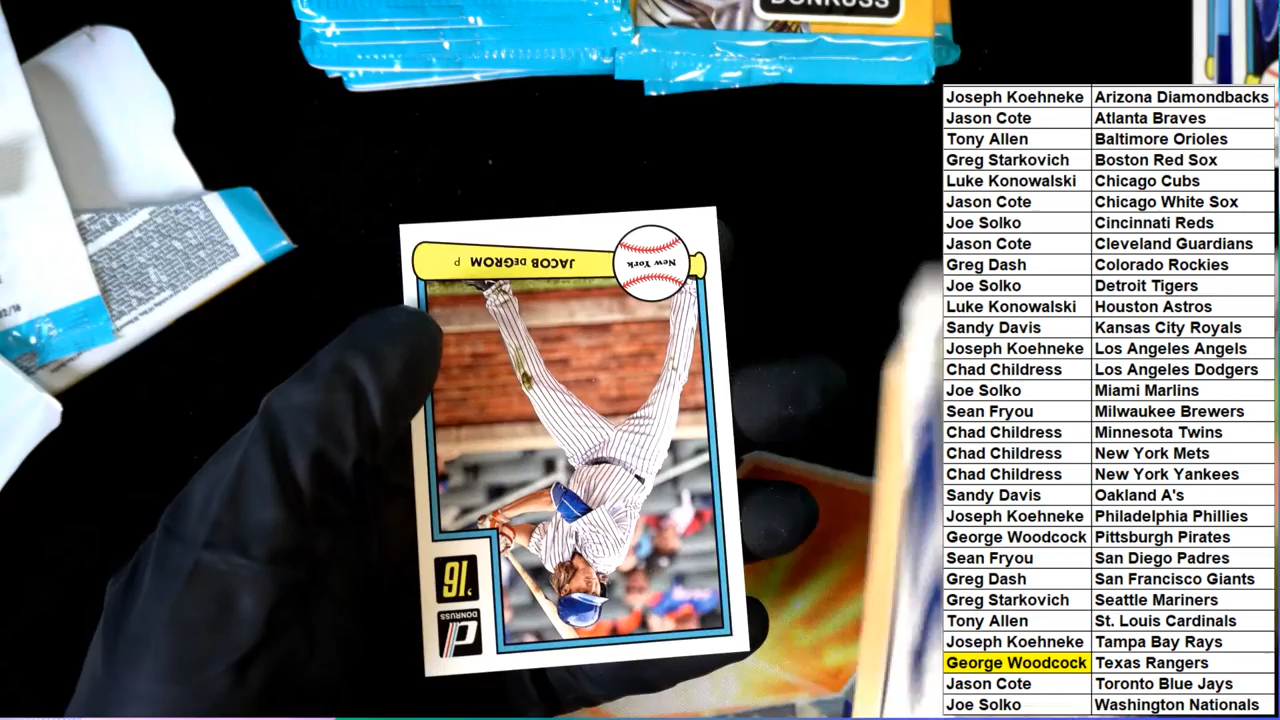 DONRUSS
JACOB DEGROM P
New York
'16
DONRUSS
Joseph Koehneke Arizona Diamondbacks
Jason Cote Atlanta Braves
Tony Allen Baltimore Orioles
Greg Starkovich Boston Red Sox
Luke Konowalski Chicago Cubs
Jason Cote Chicago White Sox
Joe Solko Cincinnati Reds
Jason Cote Cleveland Guardians
Greg Dash Colorado Rockies
Joe Solko Detroit Tigers
Luke Konowalski Houston Astros
Sandy Davis Kansas City Royals
Joseph Koehneke Los Angeles Angels
Chad Childress Los Angeles Dodgers
Joe Solko Miami Marlins
Sean Fryou Milwaukee Brewers
Chad Childress Minnesota Twins
Chad Childress New York Mets
Chad Childress New York Yankees
Sandy Davis Oakland A's
Joseph Koehneke Philadelphia Phillies
George Woodcock Pittsburgh Pirates
Sean Fryou San Diego Padres
Greg Dash San Francisco Giants
Greg Starkovich Seattle Mariners
Tony Allen St. Louis Cardinals
Joseph Koehneke Tampa Bay Rays
George Woodcock Texas Rangers
Jason Cote Toronto Blue Jays
Joe Solko Washington Nationals